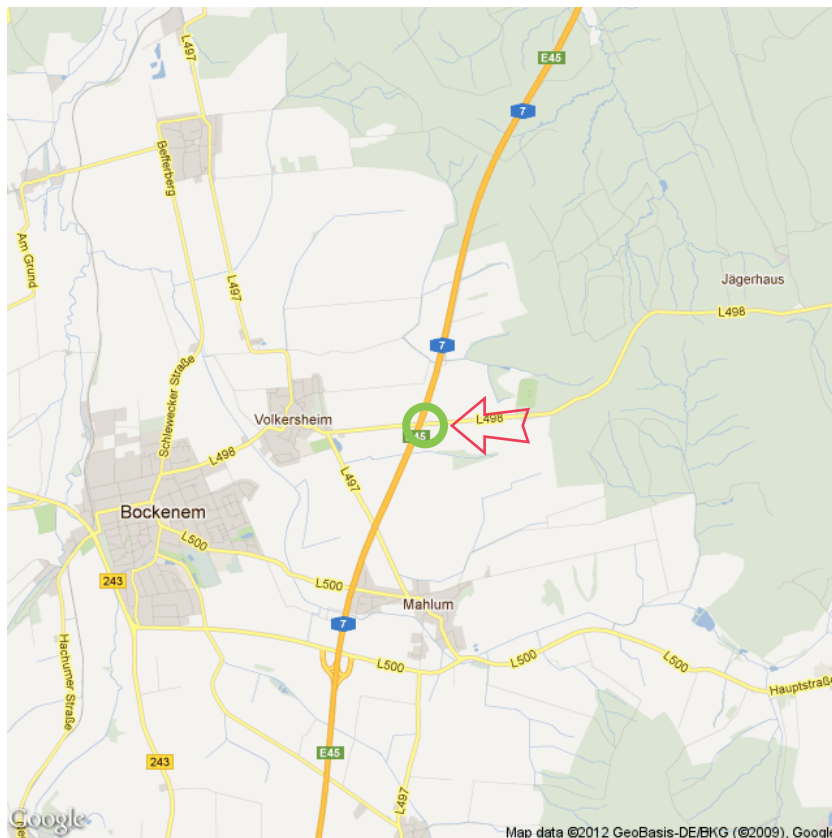 L497
E45
7
Befferberg
Am Grund
L497
Jägerhaus
L498
7
Schlewecker Straße
Volkersheim
L498
L498
L497
Bockenem
L500
243
L500
Mahlum
7
Hachumer Straße
L500
L500
L500
Hauptstraße
E45
243
L497
Google
Map data ©2012 GeoBasis-DE/BKG (©2009), Google